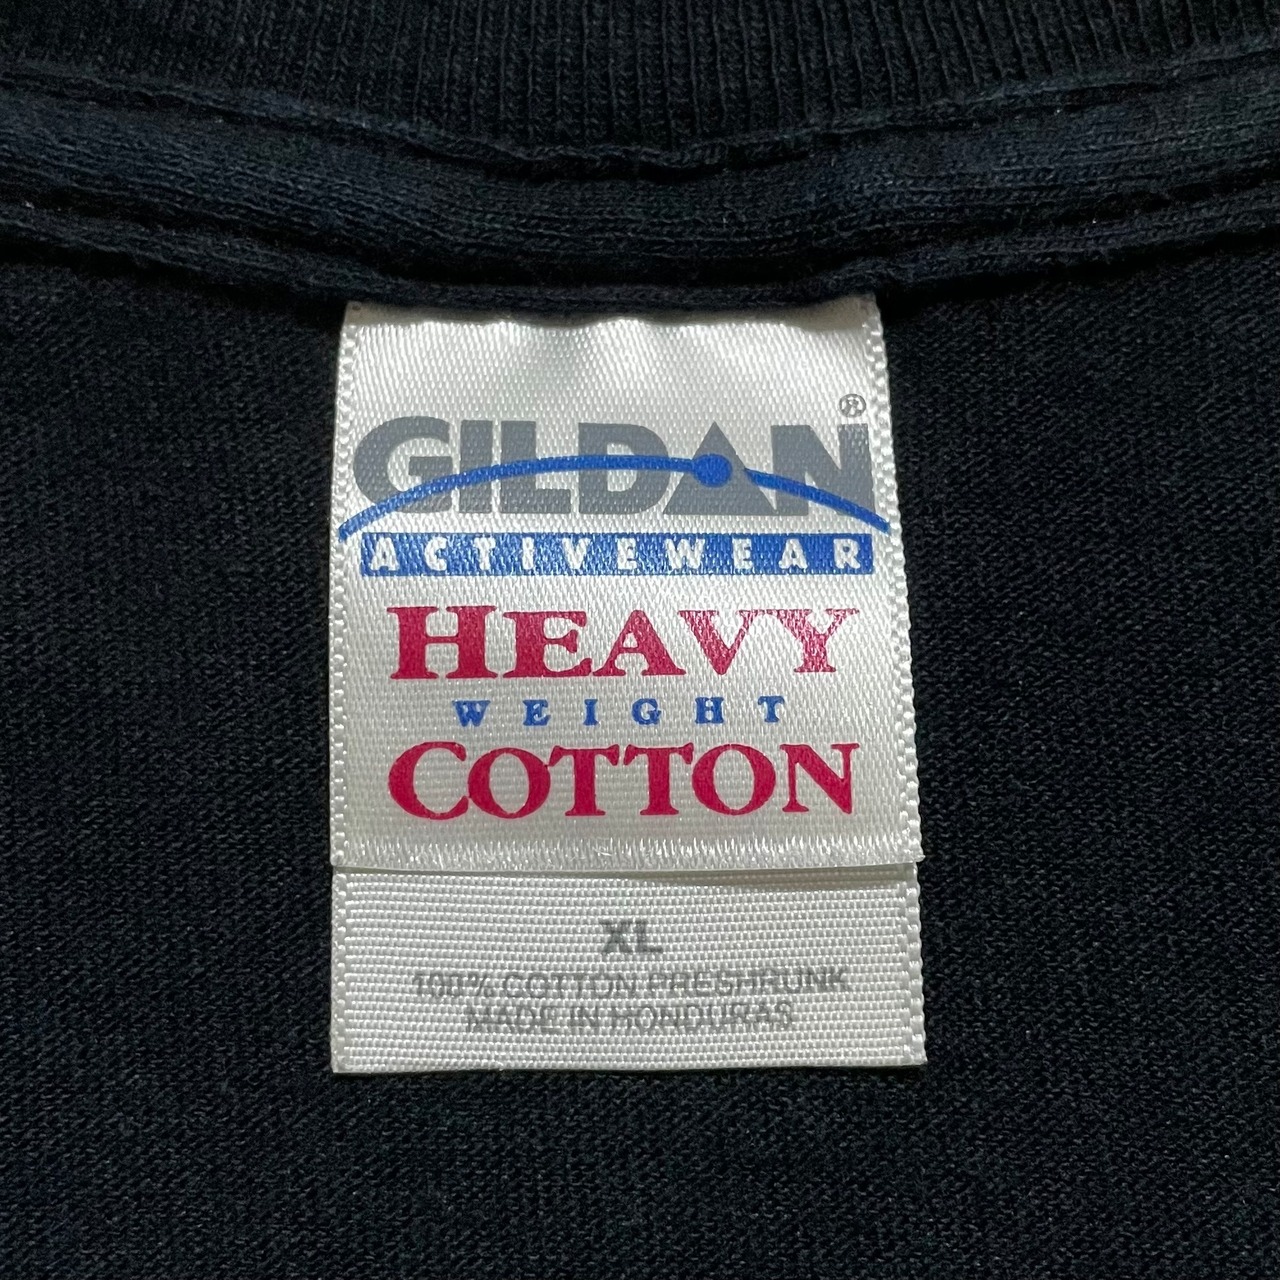 GILDAN®
ACTIVEWEAR
HEAVY
WEIGHT
COTTON
XL
100% COTTON PRESHRUNK
MADE IN HONDURAS